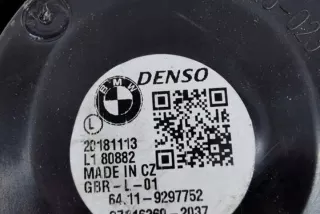 BMW
DENSO
L
20181113
L1 80882
MADE IN CZ
GBR-L-01
64.11-9297752